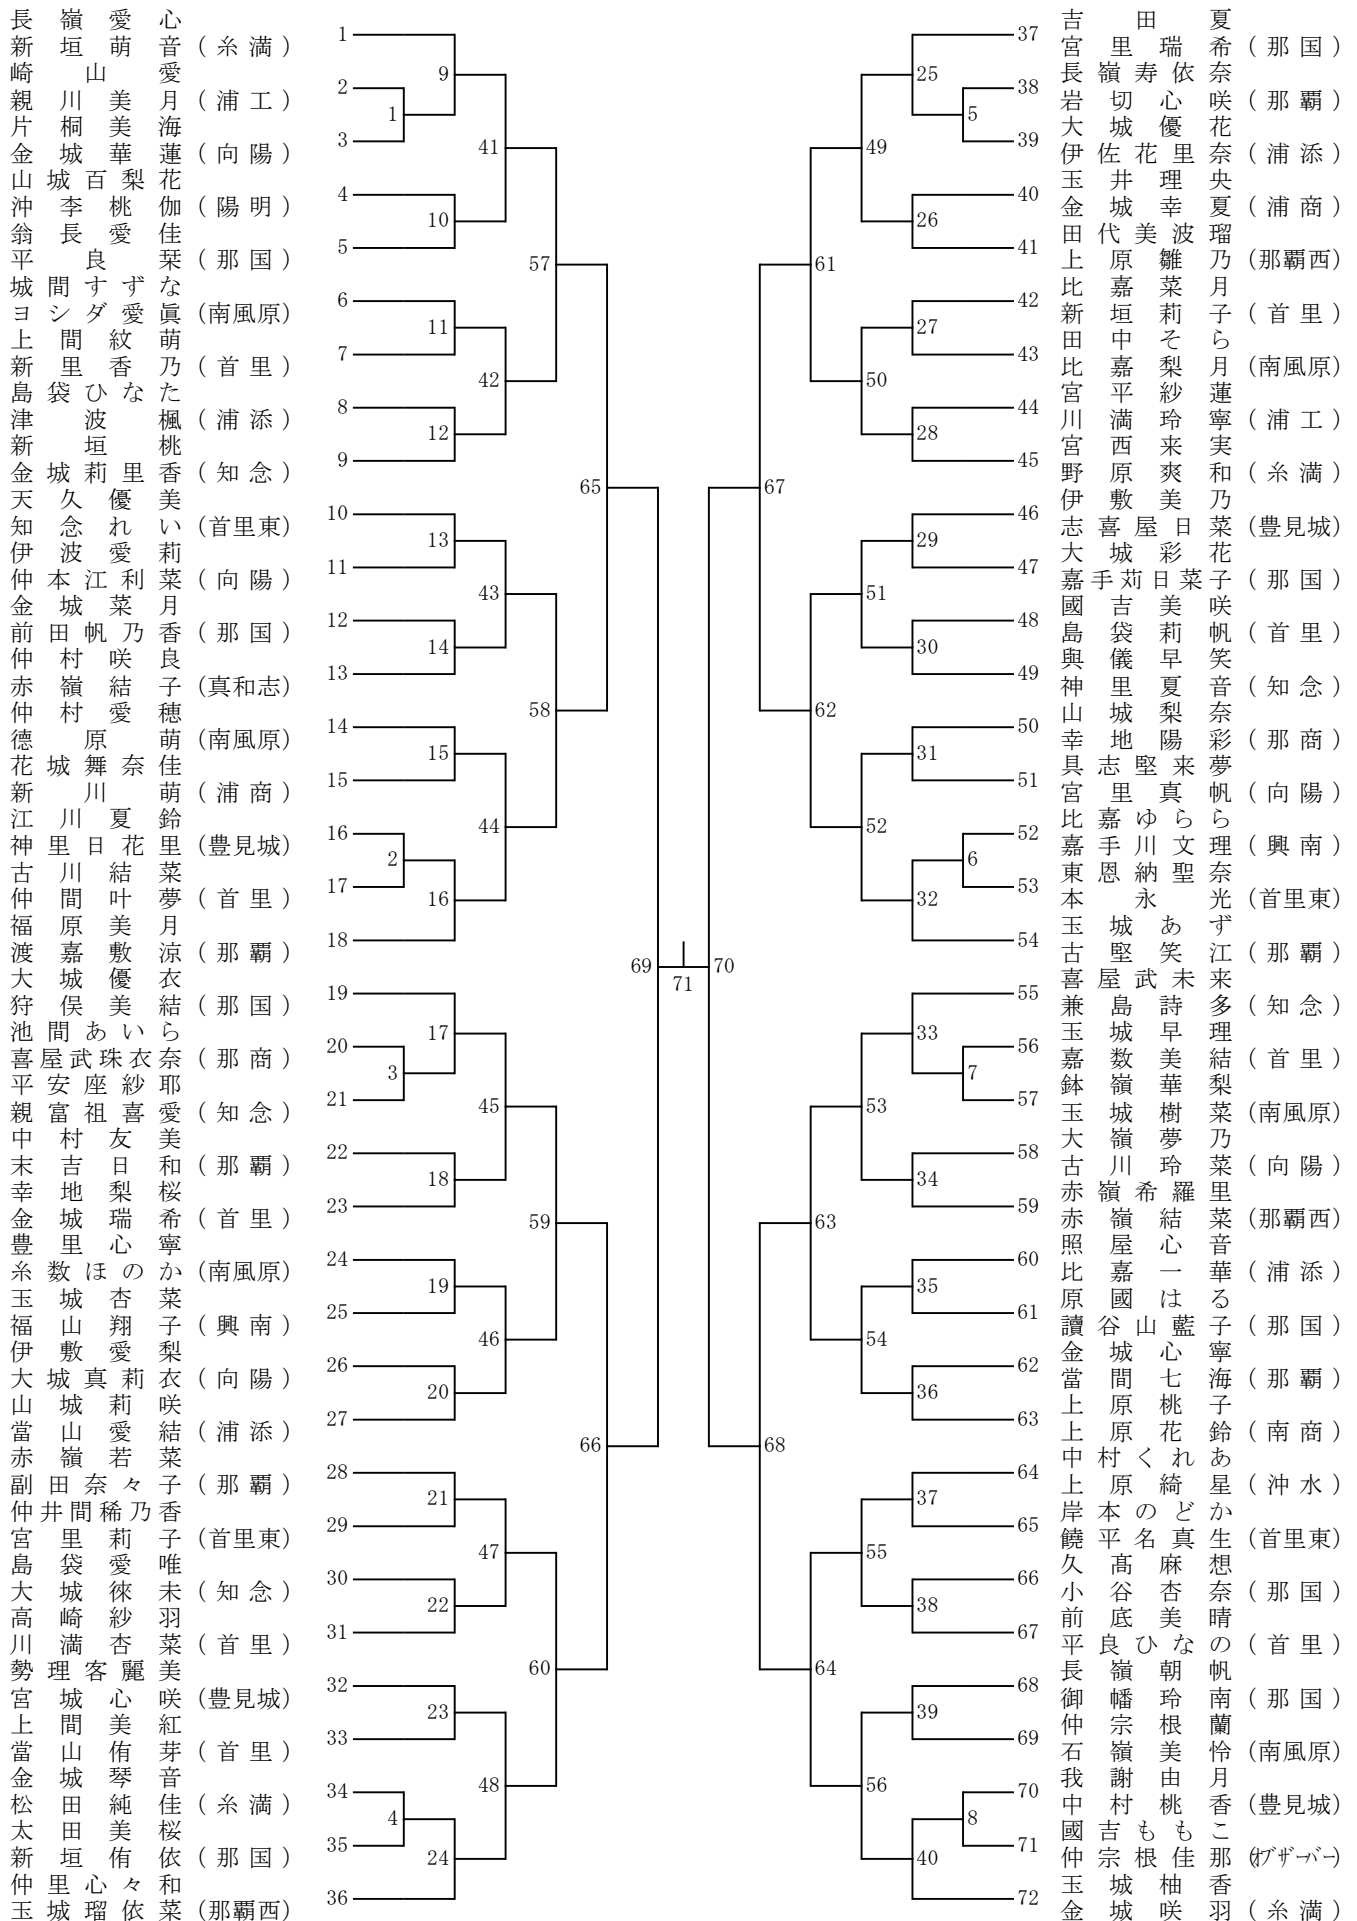 長嶺愛心
新垣萌音(糸満) 1
崎山愛
親川美月(浦工) 2
片桐美海
金城華蓮(向陽) 3
山城百梨花
沖李桃伽(陽明) 4
翁長愛佳
平良栞(那国) 5
城間すずな
ヨシダ愛眞(南風原) 6
上間紋萌
新里香乃(首里) 7
島袋ひなた
津波楓(浦添) 8
新垣桃
金城莉里香(知念) 9
天久優美
知念れい(首里東) 10
伊波愛莉
仲本江利菜(向陽) 11
金城菜月
前田帆乃香(那国) 12
仲村咲良
赤嶺結子(真和志) 13
仲村愛穂
德原萌(南風原) 14
花城舞奈佳
新川萌(浦商) 15
江川夏鈴
神里日花里(豊見城) 16
古川結菜
仲間叶夢(首里) 17
福原美月
渡嘉敷涼(那覇) 18
大城優衣
狩俣美結(那国) 19
池間あいら
喜屋武珠衣奈(那商) 20
平安座紗耶
親富祖喜愛(知念) 21
中村友美
末吉日和(那覇) 22
幸地梨桜
金城瑞希(首里) 23
豊里心寧
糸数ほのか(南風原) 24
玉城杏菜
福山翔子(興南) 25
伊敷愛梨
大城真莉衣(向陽) 26
山城莉咲
當山愛結(浦添) 27
赤嶺若菜
副田奈々子(那覇) 28
仲井間稀乃香
宮里莉子(首里東) 29
島袋愛唯
大城徠未(知念) 30
高崎紗羽
川満杏菜(首里) 31
勢理客麗美
宮城心咲(豊見城) 32
上間美紅
當山侑芽(首里) 33
金城琴音
松田純佳(糸満) 34
太田美桜
新垣侑依(那国) 35
仲里心々和
玉城瑠依菜(那覇西) 36
1
2
3
4
9
10
11
12
13
14
15
16
17
18
19
20
21
22
23
24
41
42
43
44
45
46
47
48
57
58
59
60
65
66
69
71
70
67
68
61
62
63
64
49
50
51
52
53
54
55
56
25
26
27
28
29
30
31
32
33
34
35
36
37
38
39
40
5
6
7
8
吉田夏
37 宮里瑞希(那国)
長嶺寿依奈
38 岩切心咲(那覇)
大城優花
39 伊佐花里奈(浦添)
玉井理央
40 金城幸夏(浦商)
田代美波瑠
41 上原雛乃(那覇西)
比嘉菜月
42 新垣莉子(首里)
田中そら
43 比嘉梨月(南風原)
宮平紗蓮
44 川満玲寧(浦工)
宮西来実
45 野原爽和(糸満)
伊敷美乃
46 志喜屋日菜(豊見城)
大城彩花
47 嘉手苅日菜子(那国)
國吉美咲
48 島袋莉帆(首里)
與儀早笑
49 神里夏音(知念)
山城梨奈
50 幸地陽彩(那商)
具志堅来夢
51 宮里真帆(向陽)
比嘉ゆらら
52 嘉手川文理(興南)
東恩納聖奈
53 本永光(首里東)
玉城あず
54 古堅笑江(那覇)
喜屋武未来
55 兼島詩多(知念)
玉城早理
56 嘉数美結(首里)
鉢嶺華梨
57 玉城樹菜(南風原)
大嶺夢乃
58 古川玲菜(向陽)
赤嶺希羅里
59 赤嶺結菜(那覇西)
照屋心音
60 比嘉一華(浦添)
原國はる
61 讀谷山藍子(那国)
金城心寧
62 當間七海(那覇)
上原桃子
63 上原花鈴(南商)
中村くれあ
64 上原綺星(沖水)
岸本のどか
65 饒平名真生(首里東)
久髙麻想
66 小谷杏奈(那国)
前底美晴
67 平良ひなの(首里)
長嶺朝帆
68 御幡玲南(那国)
仲宗根蘭
69 石嶺美怜(南風原)
我謝由月
70 中村桃香(豊見城)
國吉ももこ
71 仲宗根佳那(オブザーバー)
玉城柚香
72 金城咲羽(糸満)